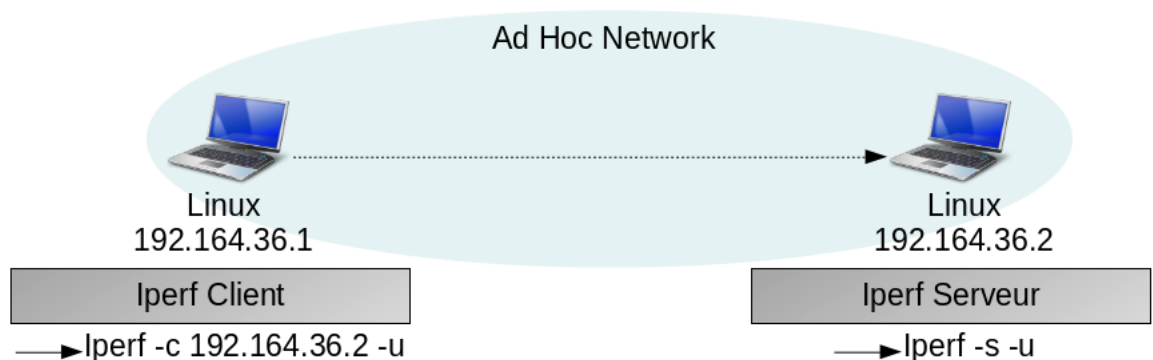 Ad Hoc Network
Linux
192.164.36.1
Linux
192.164.36.2
Iperf Client
Iperf Serveur
Iperf -c 192.164.36.2 -u
Iperf -s -u